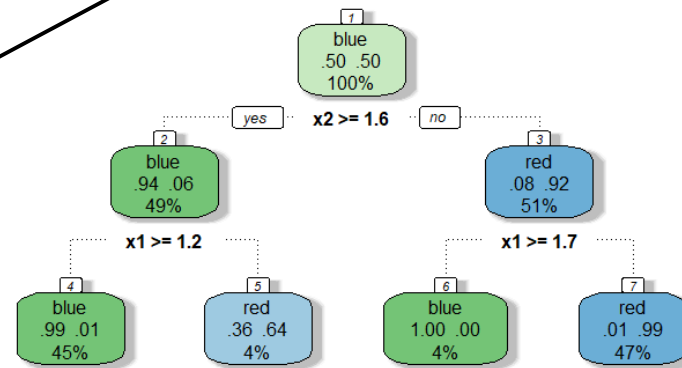 1
blue
.50 .50
100%
yes x2 >= 1.6 no
2
blue
.94 .06
49%
3
red
.08 .92
51%
x1 >= 1.2
x1 >= 1.7
4
blue
.99 .01
45%
5
red
.36 .64
4%
6
blue
1.00 .00
4%
7
red
.01 .99
47%